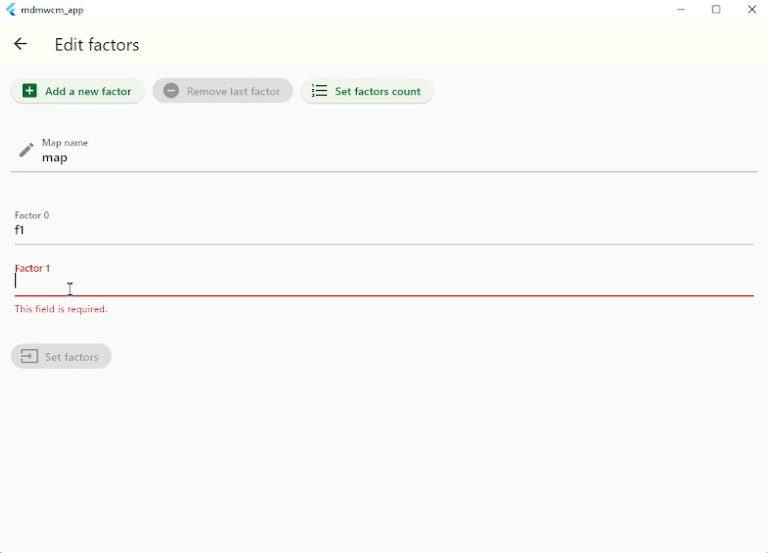 mdmwcm_app
Edit factors
Add a new factor
Remove last factor
Set factors count
Map name
map
Factor 0
f1
Factor 1
This field is required.
Set factors